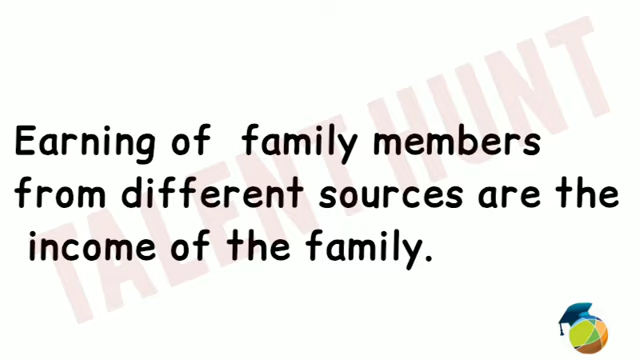 TALENT HUNT
Earning of family members
from different sources are the
income of the family.